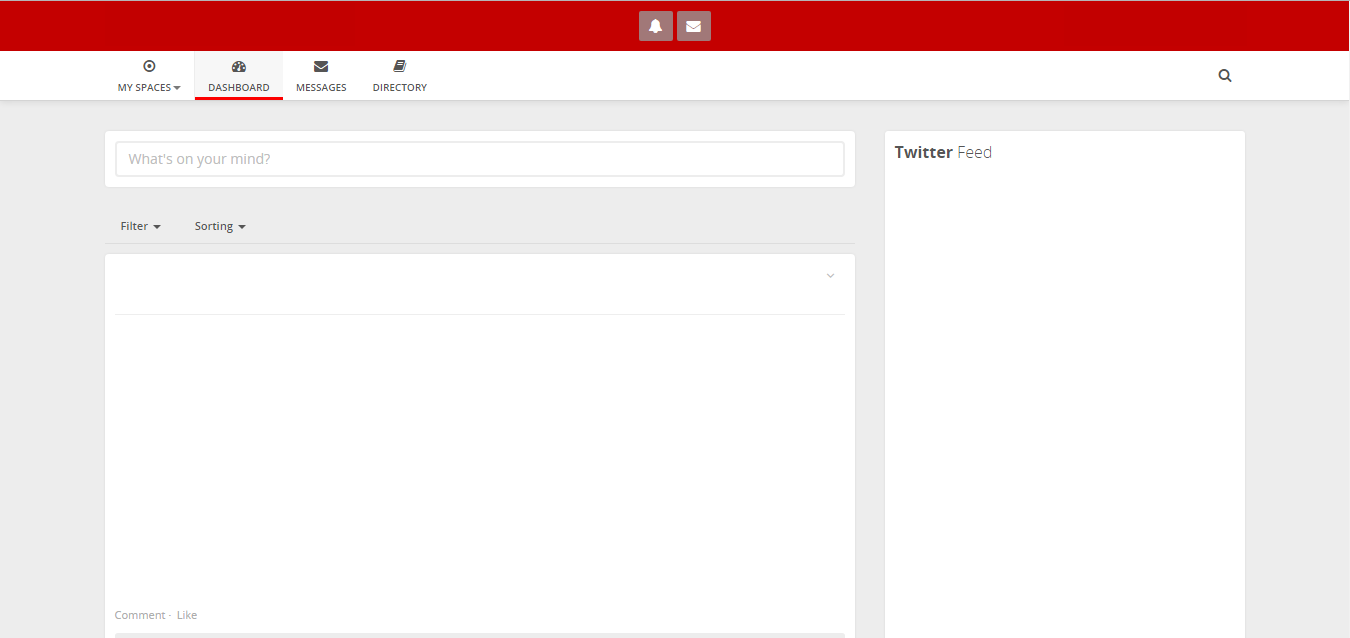 MY SPACES
DASHBOARD
MESSAGES
DIRECTORY
What's on your mind?
Twitter Feed
Filter
Sorting
Comment · Like